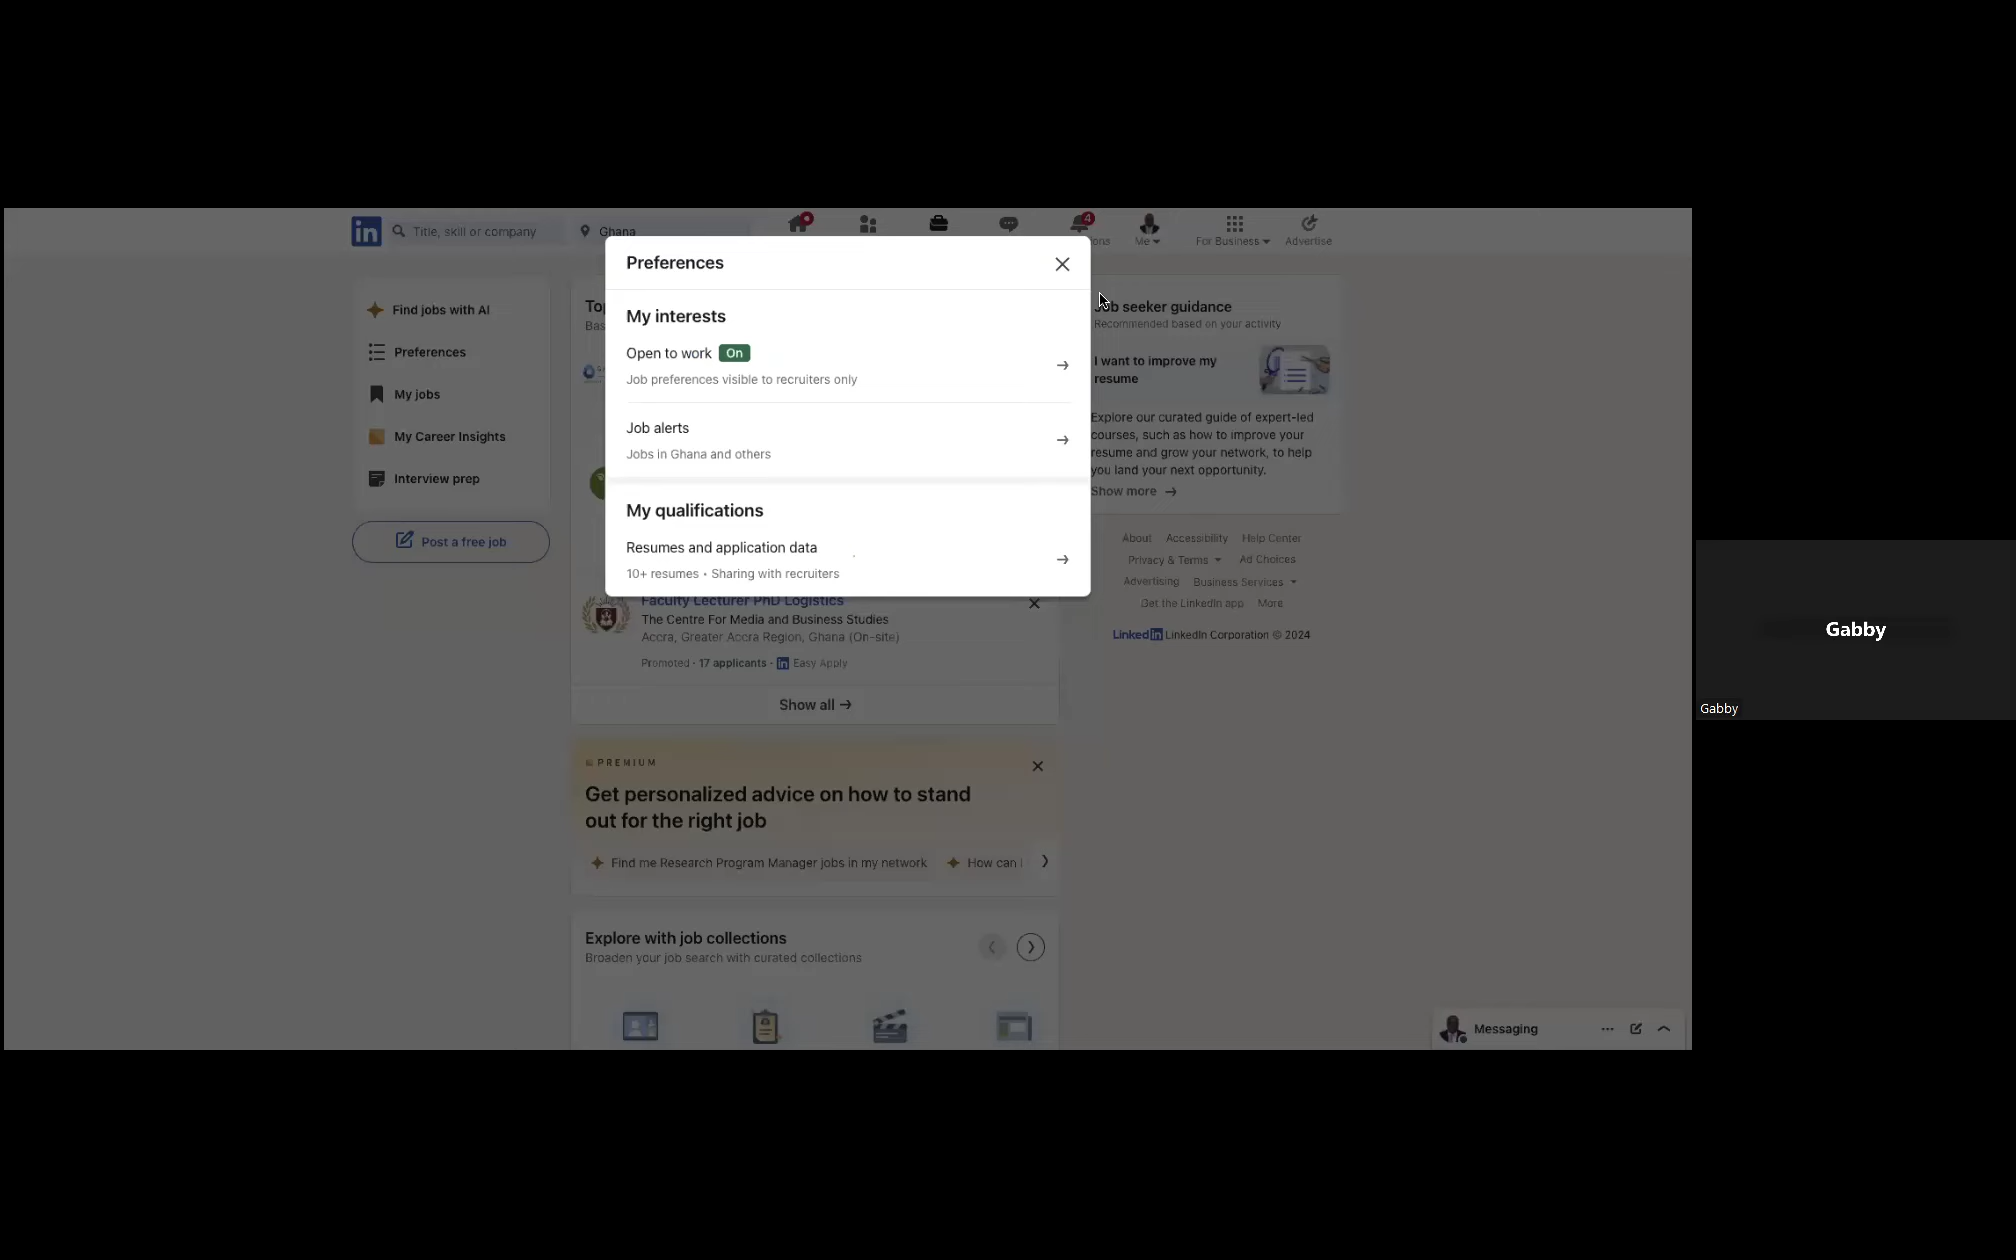 in
Title, skill or company
Ghana
4
ons
Me
For Business
Advertise
Find jobs with AI
Preferences
My jobs
My Career Insights
Interview prep
Post a free job
Preferences
My interests
Open to work On
Job preferences visible to recruiters only
Job alerts
Jobs in Ghana and others
My qualifications
Resumes and application data
10+ resumes • Sharing with recruiters
Top
Bas
Faculty Lecturer PhD Logistics
The Centre For Media and Business Studies
Accra, Greater Accra Region, Ghana (On-site)
Promoted · 17 applicants · in Easy Apply
Show all →
PREMIUM
Get personalized advice on how to stand
out for the right job
Find me Research Program Manager jobs in my network
How can
Explore with job collections
Broaden your job search with curated collections
Job seeker guidance
Recommended based on your activity
I want to improve my
resume
Explore our curated guide of expert-led
courses, such as how to improve your
resume and grow your network, to help
you land your next opportunity.
Show more →
About Accessibility Help Center
Privacy & Terms Ad Choices
Advertising Business Services
Get the LinkedIn app More
LinkedIn LinkedIn Corporation © 2024
Messaging
Gabby
Gabby